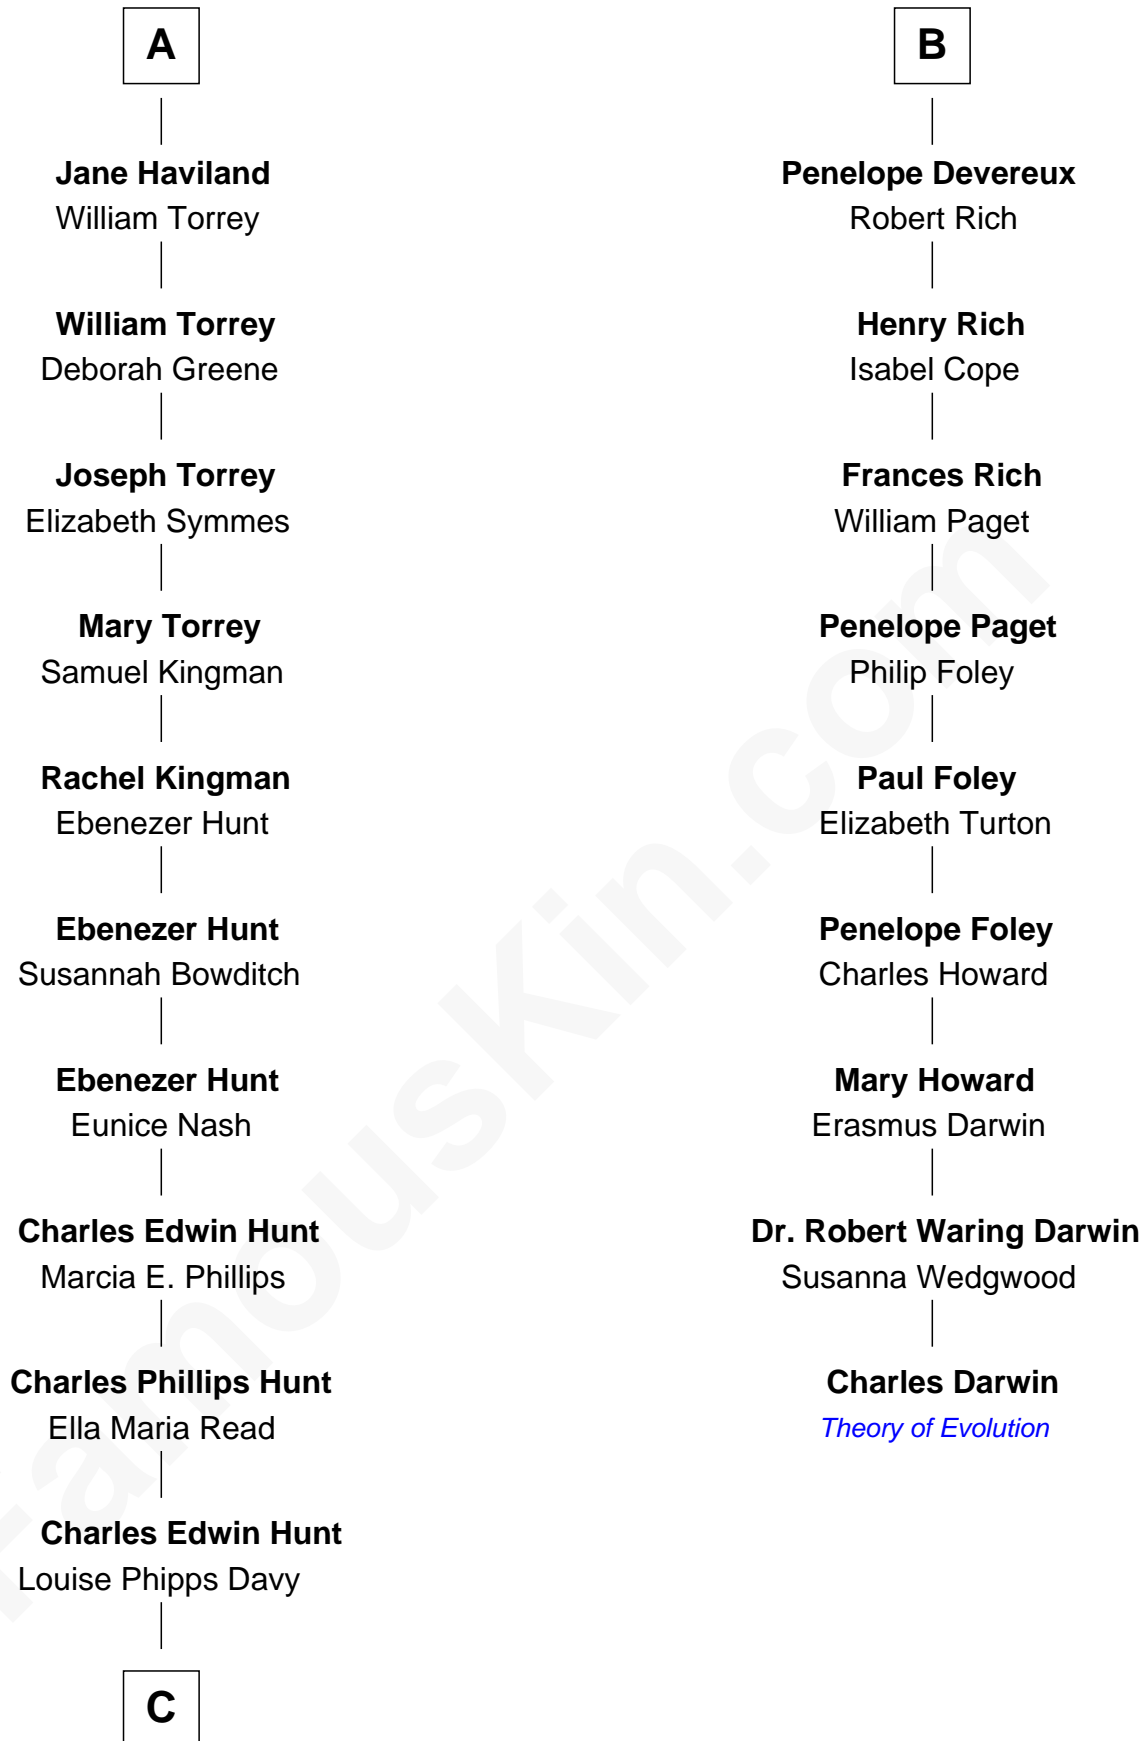 A
Jane Haviland
William Torrey
William Torrey
Deborah Greene
Joseph Torrey
Elizabeth Symmes
Mary Torrey
Samuel Kingman
Rachel Kingman
Ebenezer Hunt
Ebenezer Hunt
Susannah Bowditch
Ebenezer Hunt
Eunice Nash
Charles Edwin Hunt
Marcia E. Phillips
Charles Phillips Hunt
Ella Maria Read
Charles Edwin Hunt
Louise Phipps Davy
C
B
Penelope Devereux
Robert Rich
Henry Rich
Isabel Cope
Frances Rich
William Paget
Penelope Paget
Philip Foley
Paul Foley
Elizabeth Turton
Penelope Foley
Charles Howard
Mary Howard
Erasmus Darwin
Dr. Robert Waring Darwin
Susanna Wedgwood
Charles Darwin
Theory of Evolution
FamousKin.com